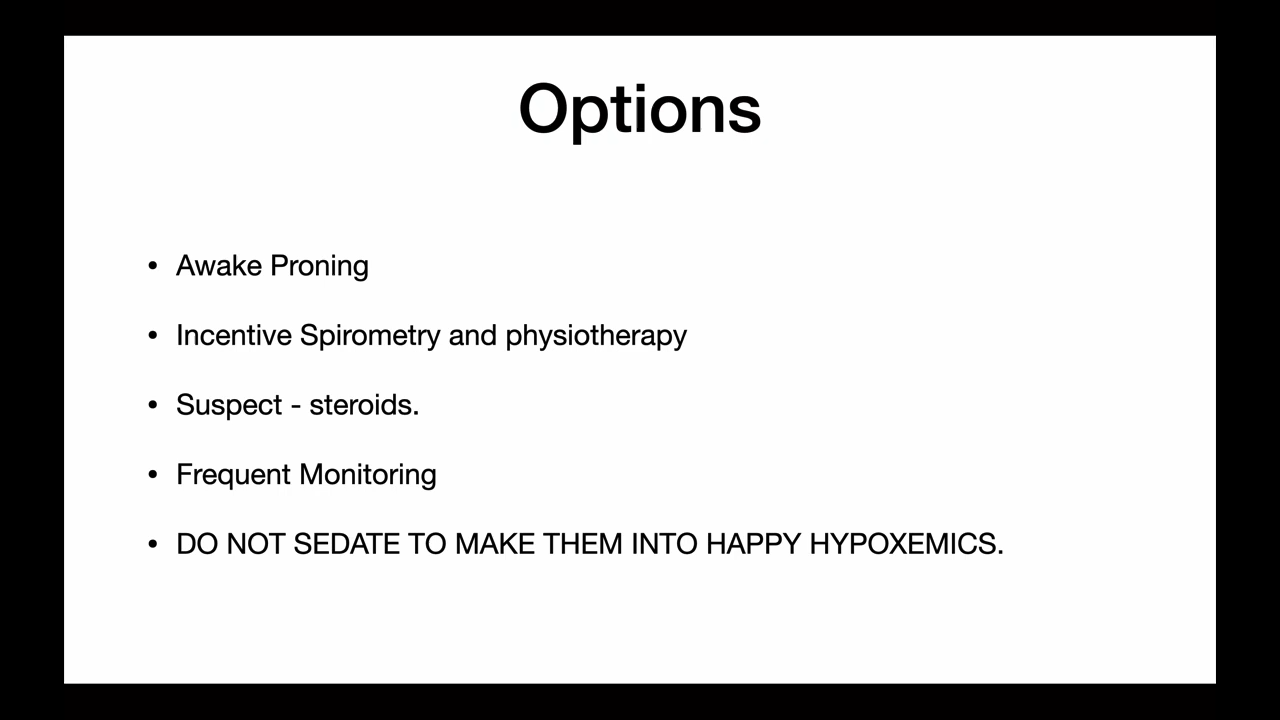 Options
• Awake Proning
• Incentive Spirometry and physiotherapy
• Suspect - steroids.
• Frequent Monitoring
• DO NOT SEDATE TO MAKE THEM INTO HAPPY HYPOXEMICS.